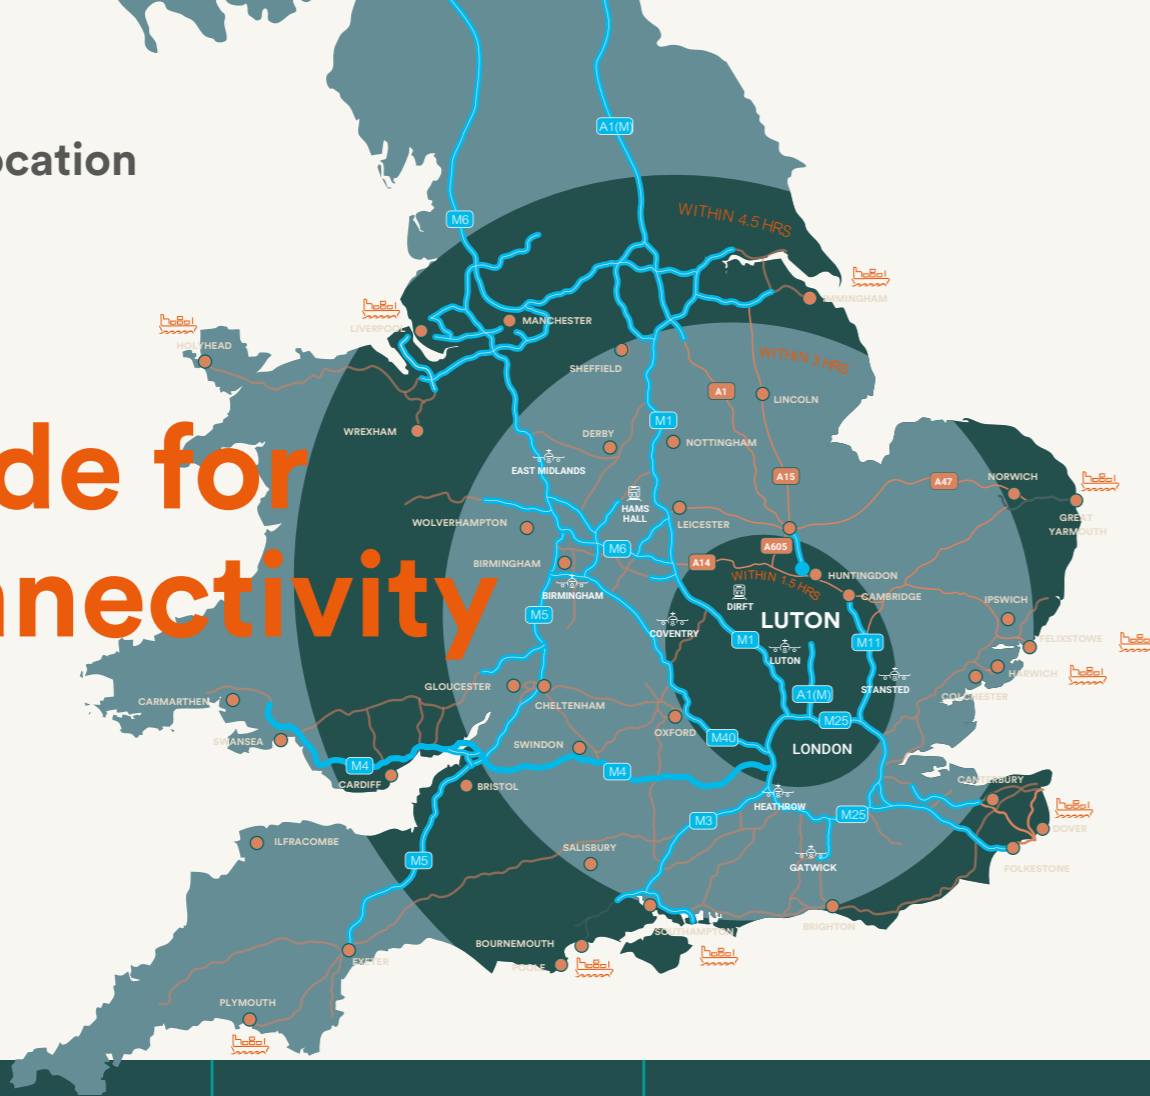 A1(M)
ocation
WITHIN 4.5 HRS
M6
LIVERPOOL
MANCHESTER
IMMINGHAM
HOLYHEAD
SHEFFIELD
WITHIN 3 HRS
A1
LINCOLN
WREXHAM
M1
DERBY
NOTTINGHAM
de for
EAST MIDLANDS
A15
A47
NORWICH
HAMS
HALL
GREAT
YARMOUTH
WOLVERHAMPTON
LEICESTER
A605
M6
BIRMINGHAM
A14
WITHIN 1.5 HRS
HUNTINGDON
nnectivity
BIRMINGHAM
CAMBRIDGE
IPSWICH
DIRFT
M5
LUTON
COVENTRY
M1
M11
FELIXSTOWE
LUTON
HARWICH
GLOUCESTER
STANSTED
COLCHESTER
A1(M)
CARMARTHEN
CHELTENHAM
M25
OXFORD
SWANSEA
SWINDON
M40
LONDON
M4
M4
CARDIFF
BRISTOL
CANTERBURY
HEATHROW
M25
M3
DOVER
ILFRACOMBE
SALISBURY
M5
GATWICK
FOLKESTONE
SOUTHAMPTON
BRIGHTON
BOURNEMOUTH
EXETER
POOLE
PLYMOUTH